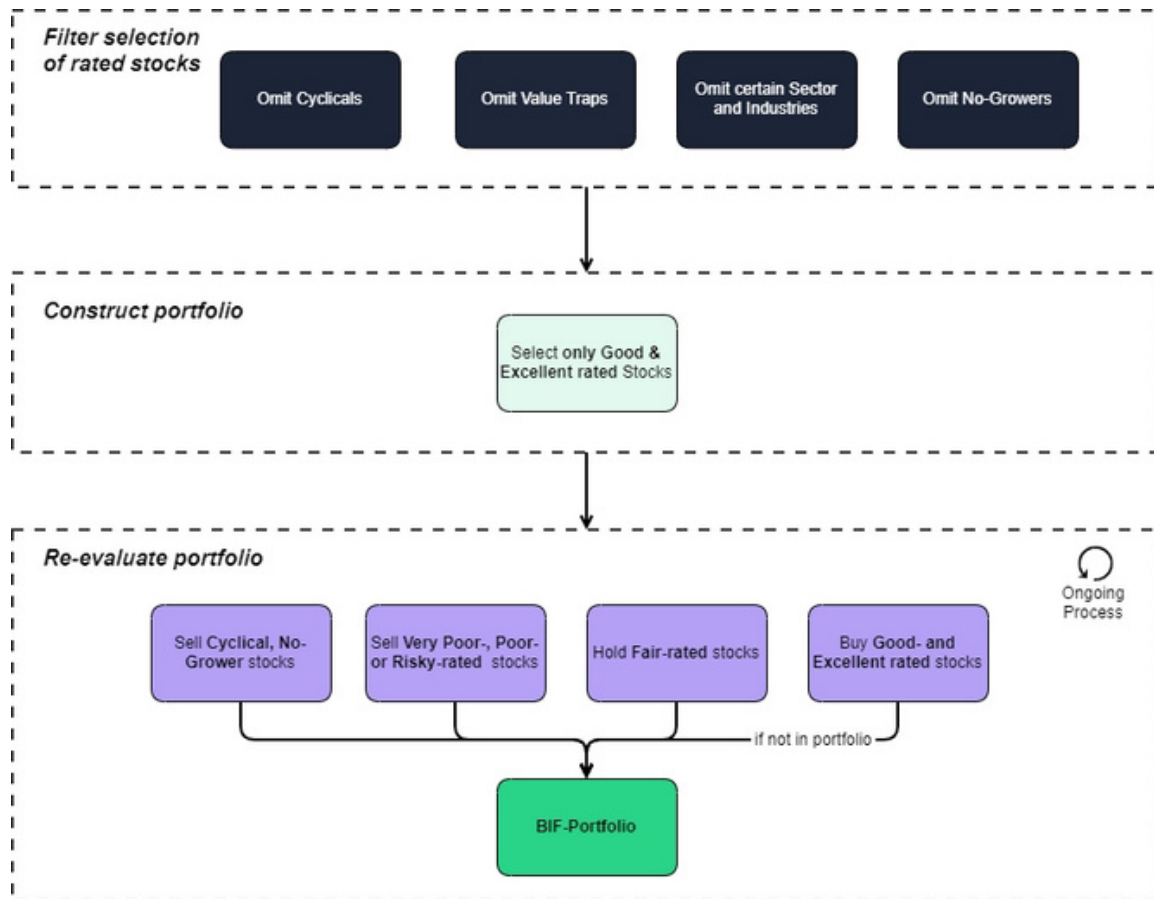 Filter selection
of rated stocks
Omit Cyclicals
Omit Value Traps
Omit certain Sector
and Industries
Omit No-Growers
Construct portfolio
Select only Good &
Excellent rated Stocks
Re-evaluate portfolio
Ongoing
Process
Sell Cyclical, No-
Grower stocks
Sell Very Poor-, Poor-
or Risky-rated stocks
Hold Fair-rated stocks
Buy Good- and
Excellent rated stocks
if not in portfolio
BIF-Portfolio